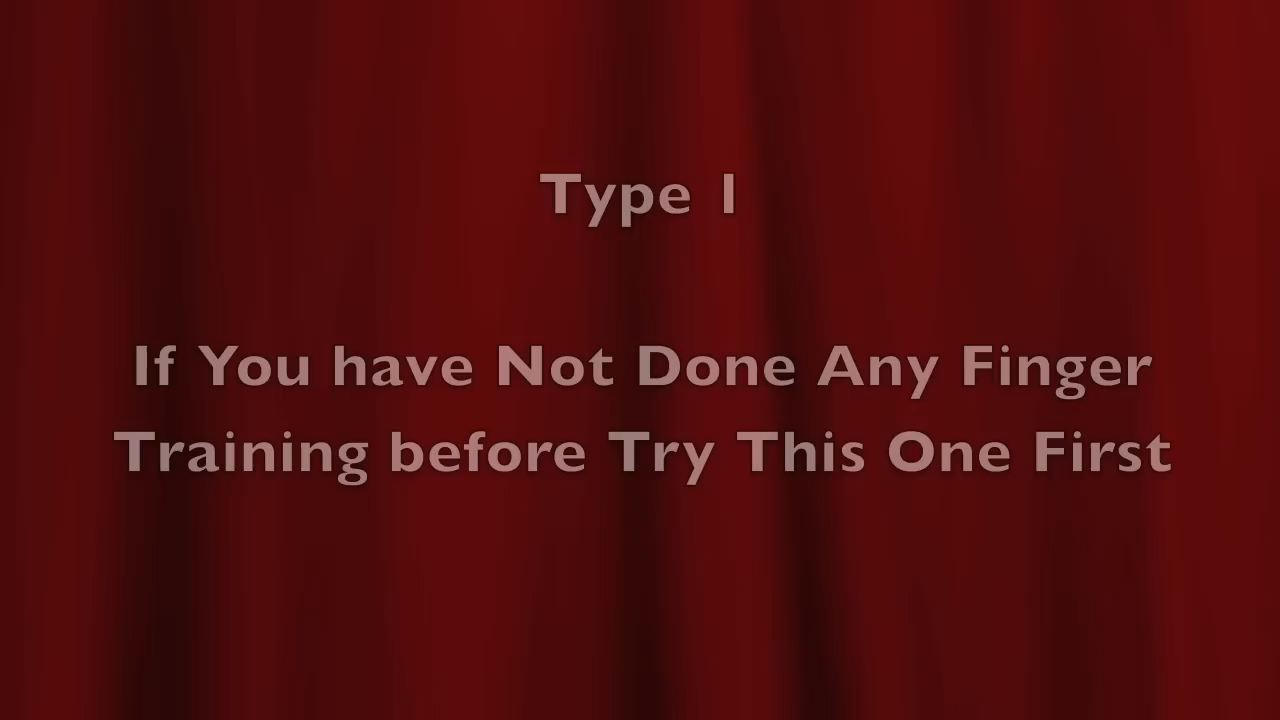 Type 1
If You have Not Done Any Finger
Training before Try This One First